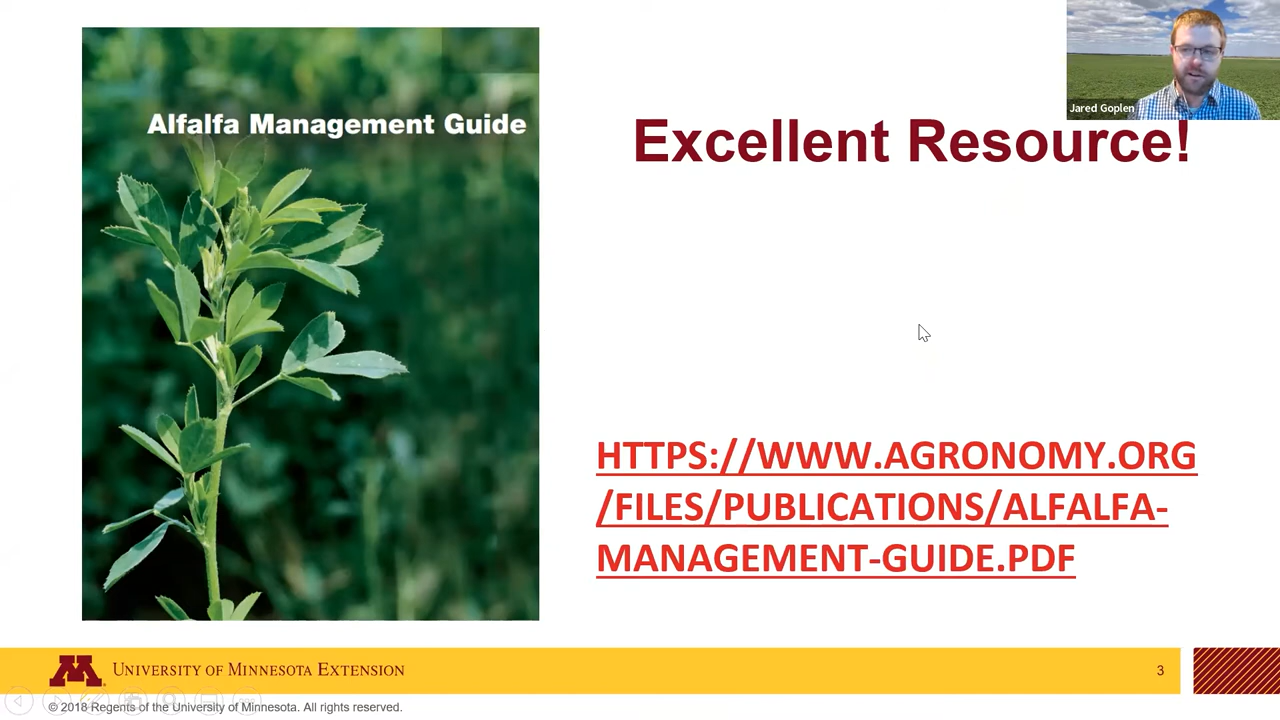 Alfalfa Management Guide
Jared Goplen
Excellent Resource!
HTTPS://WWW.AGRONOMY.ORG
/FILES/PUBLICATIONS/ALFALFA-
MANAGEMENT-GUIDE.PDF
M
UNIVERSITY OF MINNESOTA EXTENSION
3
© 2018 Regents of the University of Minnesota. All rights reserved.